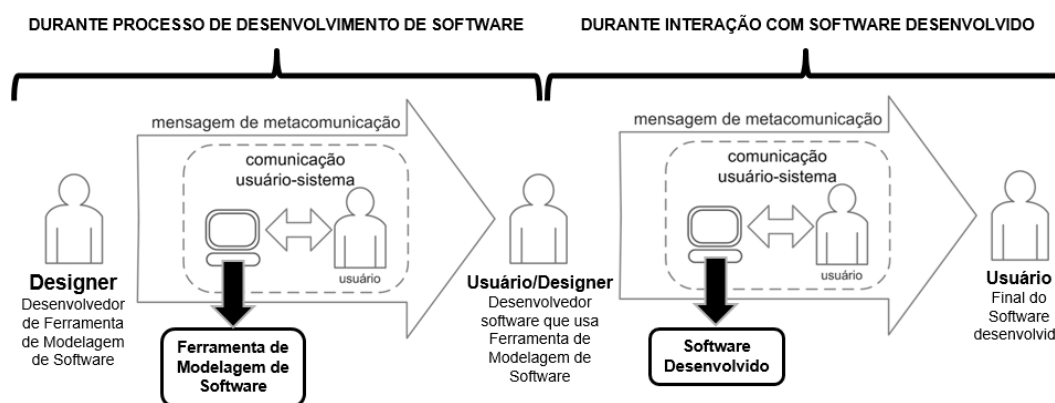 DURANTE PROCESSO DE DESENVOLVIMENTO DE SOFTWARE
DURANTE INTERAÇÃO COM SOFTWARE DESENVOLVIDO
mensagem de metacomunicação
comunicação
usuário-sistema
usuário
Designer
Desenvolvedor
de Ferramenta
de Modelagem
de Software
Ferramenta de
Modelagem de
Software
Usuário/Designer
Desenvolvedor
software que usa
Ferramenta de
Modelagem de
Software
mensagem de metacomunicação
comunicação
usuário-sistema
usuário
Software
Desenvolvido
Usuário
Final do
Software
desenvolvid